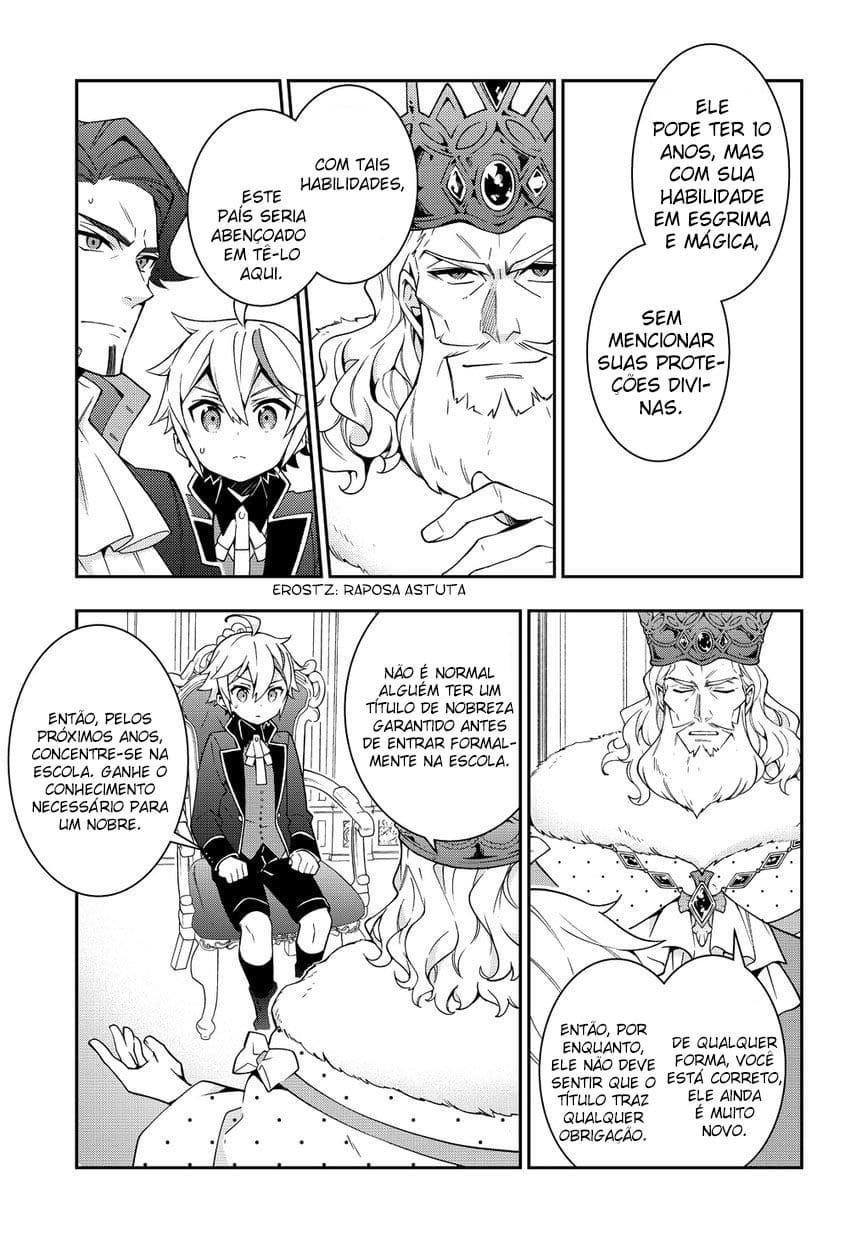 ELE
PODE TER 10
ANOS, MAS
COM SUA
HABILIDADE
EM ESGRIMA
E MÁGICA,
SEM
MENCIONAR
SUAS PROTE-
ÇÕES DIVI-
NAS.
COM TAIS
HABILIDADES,
ESTE
PAÍS SERIA
ABENÇOADO
EM TÊ-LO
AQUI.
EROSTZ: RAPOSA ASTUTA
DE QUALQUER
FORMA, VOCÊ
ESTÁ CORRETO,
ELE AINDA
É MUITO
NOVO.
ENTÃO, POR
ENQUANTO,
ELE NÃO DEVE
SENTIR QUE O
TÍTULO TRAZ
QUALQUER
OBRIGAÇÃO.
NÃO É NORMAL
ALGUÉM TER UM
TÍTULO DE NOBREZA
GARANTIDO ANTES
DE ENTRAR FORMAL-
MENTE NA ESCOLA.
ENTÃO, PELOS
PRÓXIMOS ANOS,
CONCENTRE-SE NA
ESCOLA. GANHE O
CONHECIMENTO
NECESSÁRIO PARA
UM NOBRE.